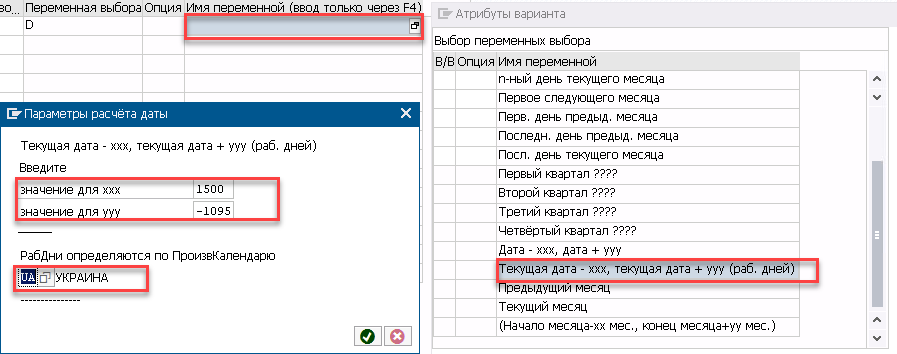 во... Переменная выбора Опция Имя переменной (ввод только через F4)
D
Параметры расчёта даты
Текущая дата - xxx, текущая дата + yyy (раб. дней)
Введите
значение для xxx 1500
значение для yyy -1095
РабДни определяются по ПроизвКалендарю
UA УКРАИНА
Атрибуты варианта
Выбор переменных выбора
В/В Опция Имя переменной
n-ный день текущего месяца
Первое следующего месяца
Перв. день предыд. месяца
Последн. день предыд. месяца
Посл. день текущего месяца
Первый квартал ????
Второй квартал ????
Третий квартал ????
Четвёртый квартал ????
Дата - xxx, дата + yyy
Текущая дата - xxx, текущая дата + yyy (раб. дней)
Предыдущий месяц
Текущий месяц
(Начало месяца-xx мес., конец месяца+yy мес.)